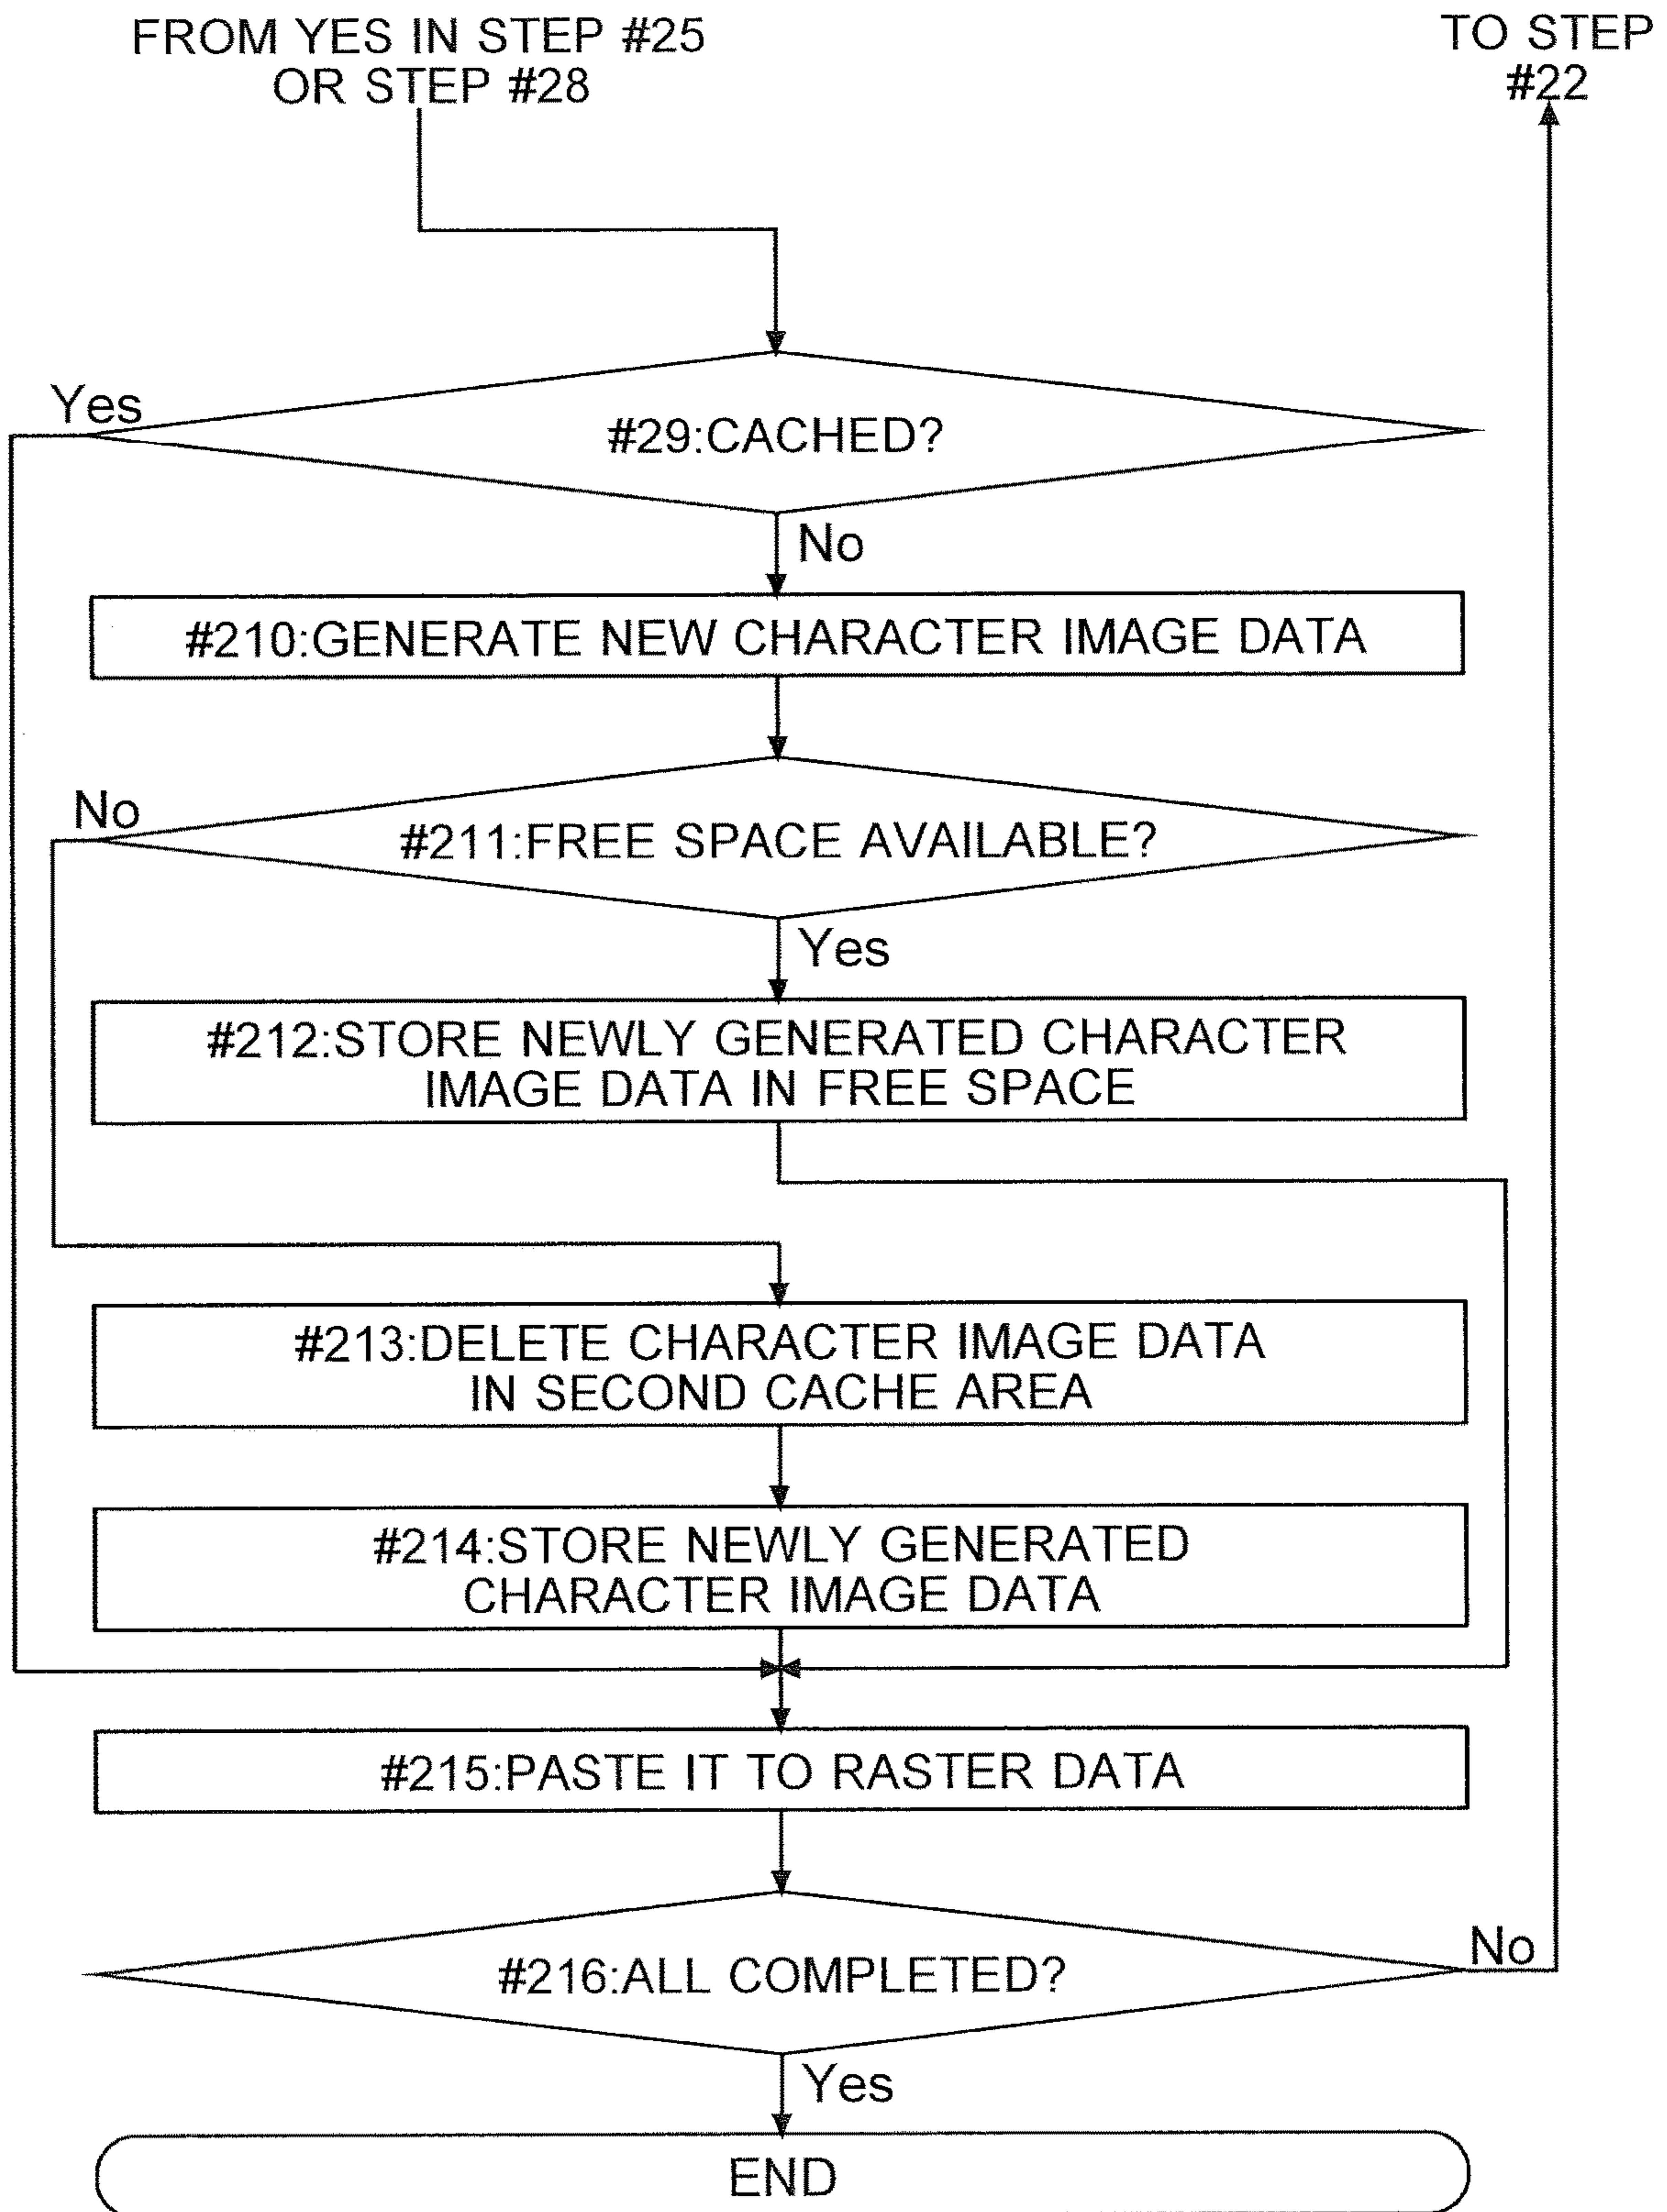 FROM YES IN STEP #25
OR STEP #28
TO STEP
#22
Yes
#29:CACHED?
No
#210:GENERATE NEW CHARACTER IMAGE DATA
No
#211:FREE SPACE AVAILABLE?
Yes
#212:STORE NEWLY GENERATED CHARACTER
IMAGE DATA IN FREE SPACE
#213:DELETE CHARACTER IMAGE DATA
IN SECOND CACHE AREA
#214:STORE NEWLY GENERATED
CHARACTER IMAGE DATA
#215:PASTE IT TO RASTER DATA
#216:ALL COMPLETED?
No
Yes
END